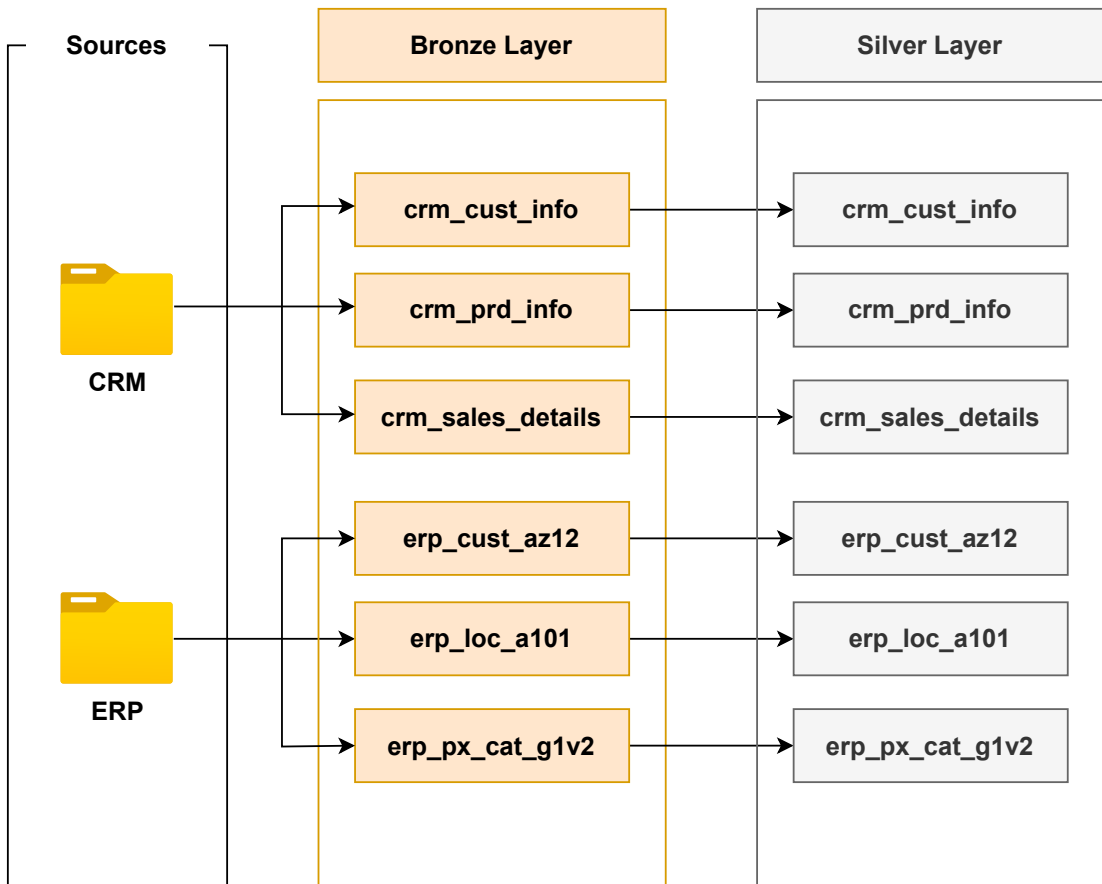 Sources
Bronze Layer
Silver Layer
crm_cust_info
crm_cust_info
crm_prd_info
crm_prd_info
CRM
crm_sales_details
crm_sales_details
erp_cust_az12
erp_cust_az12
erp_loc_a101
erp_loc_a101
ERP
erp_px_cat_g1v2
erp_px_cat_g1v2